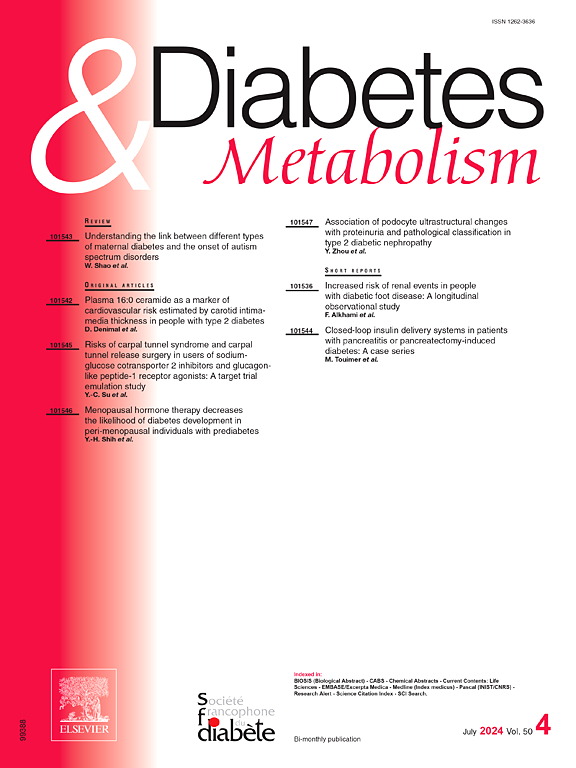 ISSN 1262-3636
& Diabetes
Metabolism
REVIEW
101543
Understanding the link between different types
of maternal diabetes and the onset of autism
spectrum disorders
W. Shao et al.
ORIGINAL ARTICLES
101542
Plasma 16:0 ceramide as a marker of
cardiovascular risk estimated by carotid intima-
media thickness in people with type 2 diabetes
D. Denimal et al.
101545
Risks of carpal tunnel syndrome and carpal
tunnel release surgery in users of sodium-
glucose cotransporter 2 inhibitors and glucagon-
like peptide-1 receptor agonists: A target trial
emulation study
Y.-C. Su et al.
101546
Menopausal hormone therapy decreases
the likelihood of diabetes development in
peri-menopausal individuals with prediabetes
Y.-H. Shih et al.
101547
Association of podocyte ultrastructural changes
with proteinuria and pathological classification in
type 2 diabetic nephropathy
Y. Zhou et al.
SHORT REPORTS
101536
Increased risk of renal events in people
with diabetic foot disease: A longitudinal
observational study
F. Alkhami et al.
101544
Closed-loop insulin delivery systems in patients
with pancreatitis or pancreatectomy-induced
diabetes: A case series
M. Touimer et al.
Indexed in:
BIOSIS (Biological Abstract) - CABS - Chemical Abstracts - Current Contents: Life
Sciences - EMBASE/Excerpta Medica - Medline (Index medicus) - Pascal (INIST/CNRS) -
Research Alert - Science Citation Index - SCI Search.
ELSEVIER
Société
francophone
du
diabète
Bi-monthly publication
July 2024 Vol. 50 4
99388